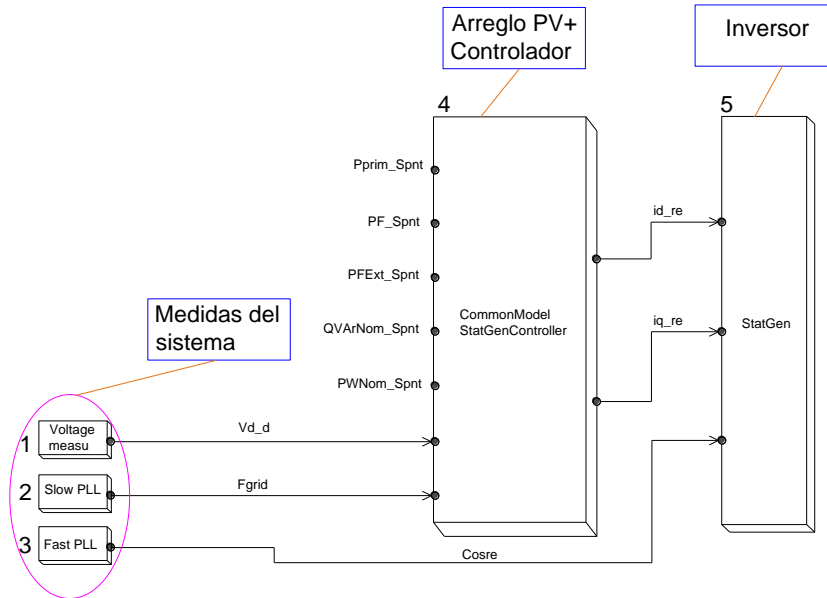 Arreglo PV+
Controlador
Inversor
4
5
Pprim_Spnt
PF_Spnt
PFExt_Spnt
QVArNom_Spnt
PWNom_Spnt
CommonModel
StatGenController
id_re
iq_re
StatGen
Medidas del
sistema
1
Voltage
measu
Vd_d
2
Slow PLL
Fgrid
3
Fast PLL
Cosre